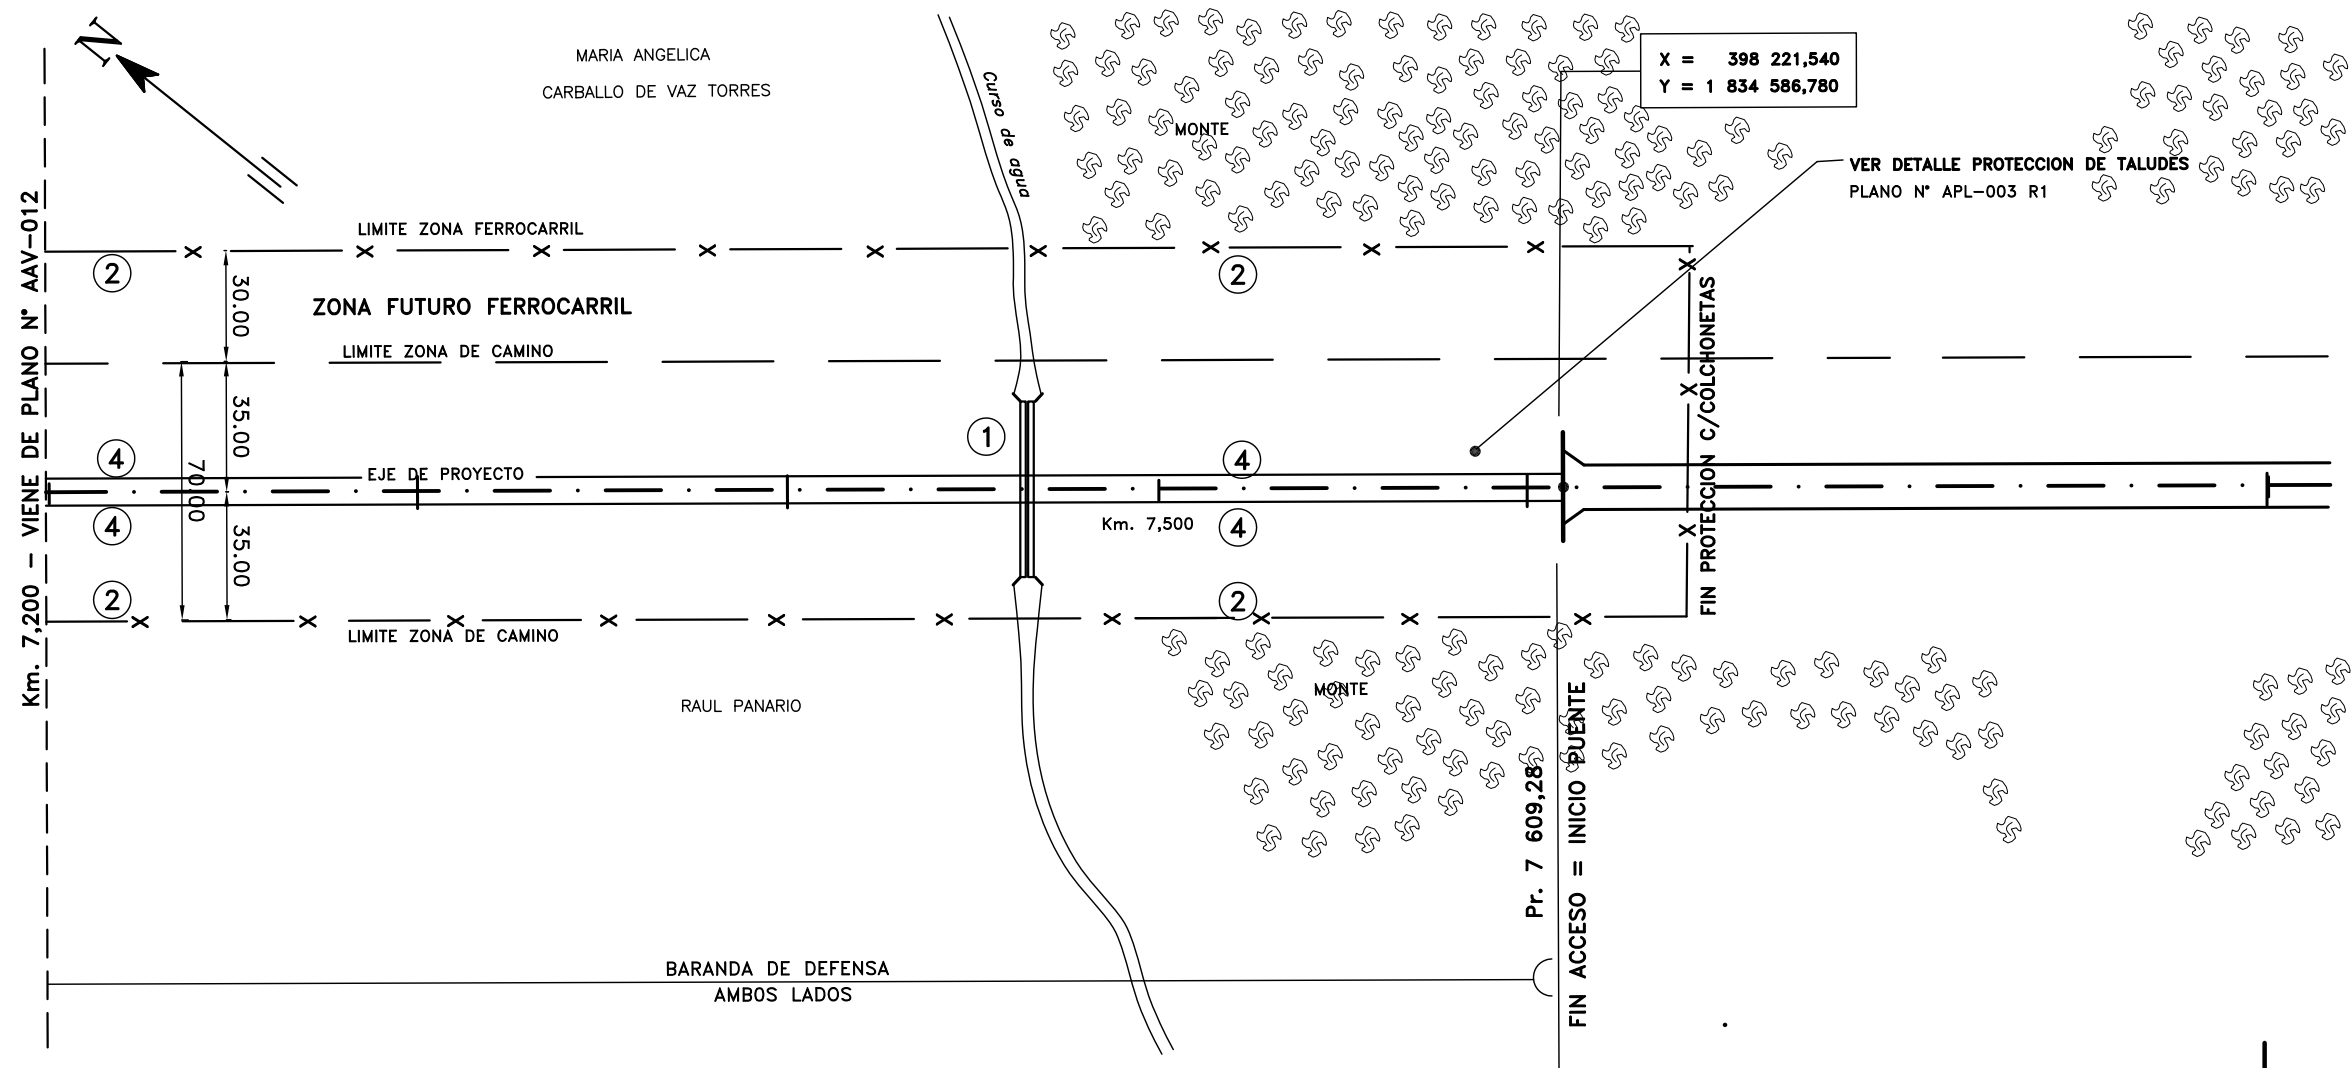 N
MARIA ANGELICA
CARBALLO DE VAZ TORRES
Curso de agua
MONTE
X = 398 221,540
Y = 1 834 586,780
VER DETALLE PROTECCION DE TALUDES
PLANO N° APL-003 R1
Km. 7,200 - VIENE DE PLANO N° AAV-012
LIMITE ZONA FERROCARRIL
2
2
30.00
ZONA FUTURO FERROCARRIL
LIMITE ZONA DE CAMINO
FIN PROTECCION C/COLCHONETAS
35.00
1
4
70.00
EJE DE PROYECTO
4
4
Km. 7,500
4
35.00
2
2
LIMITE ZONA DE CAMINO
RAUL PANARIO
MONTE
Pr. 7 609,28
FIN ACCESO = INICIO PUENTE
BARANDA DE DEFENSA
AMBOS LADOS